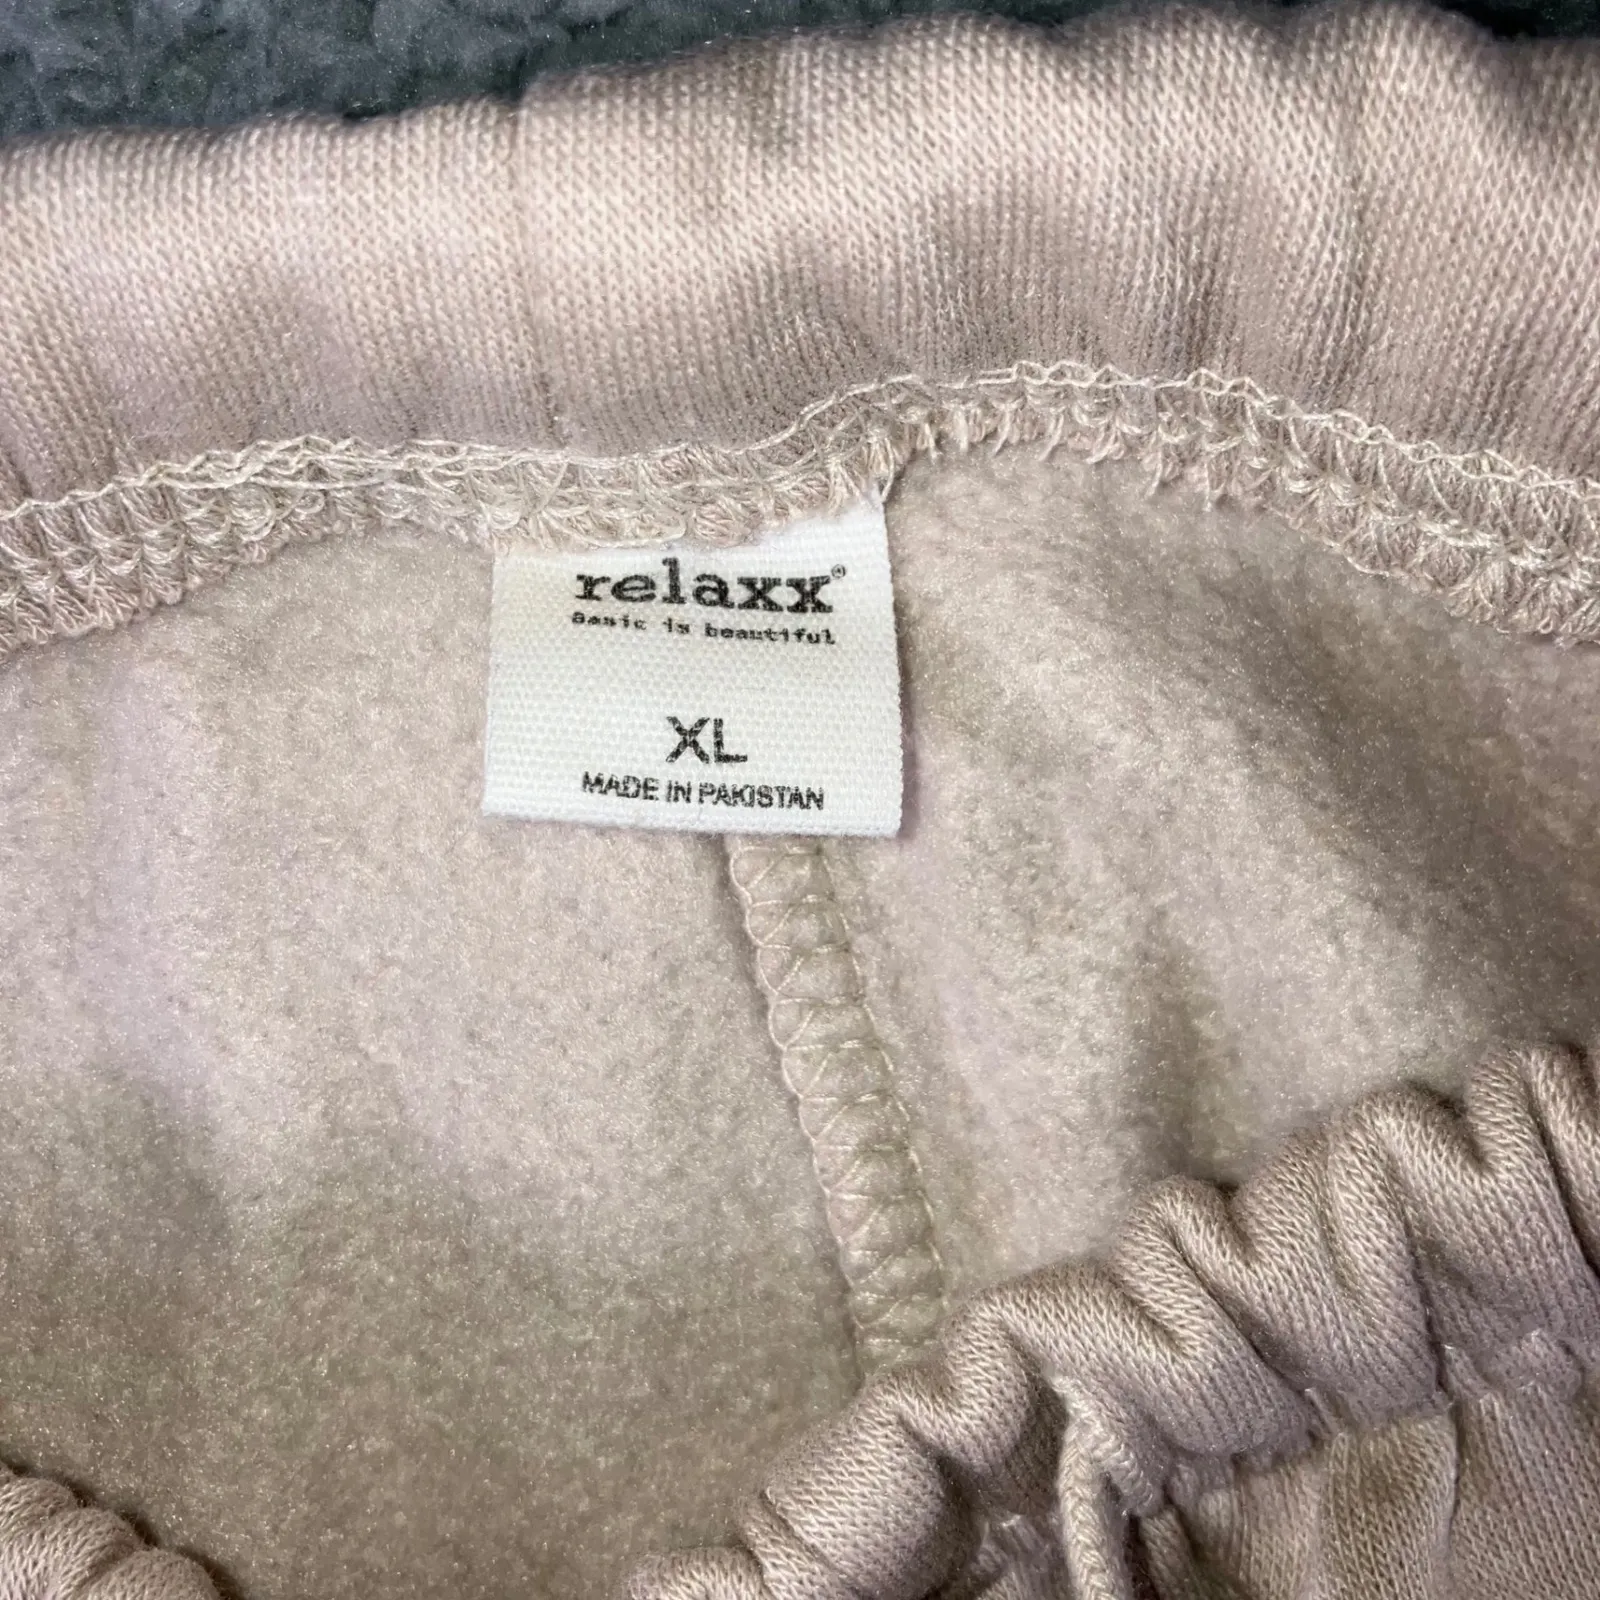 relaxx®
Basic is beautiful
XL
MADE IN PAKISTAN